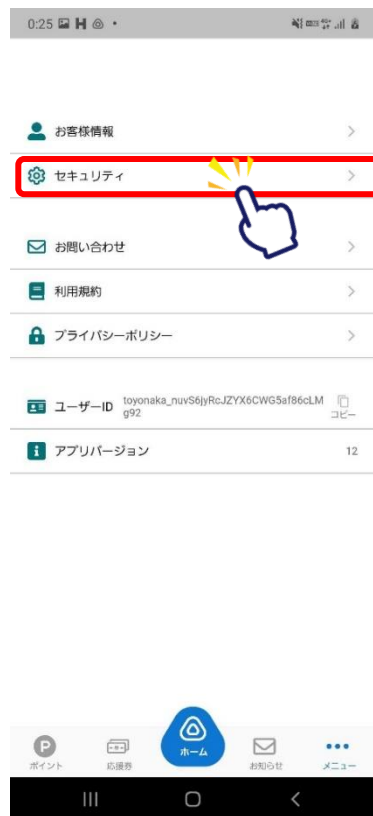 0:25
お客様情報
セキュリティ
お問い合わせ
利用規約
プライバシーポリシー
ユーザーID toyonaka_nuvS6jyRcJZYX6CWG5af86cLM
g92
コピー
アプリバージョン 12
ポイント 応援券 ホーム お知らせ メニュー